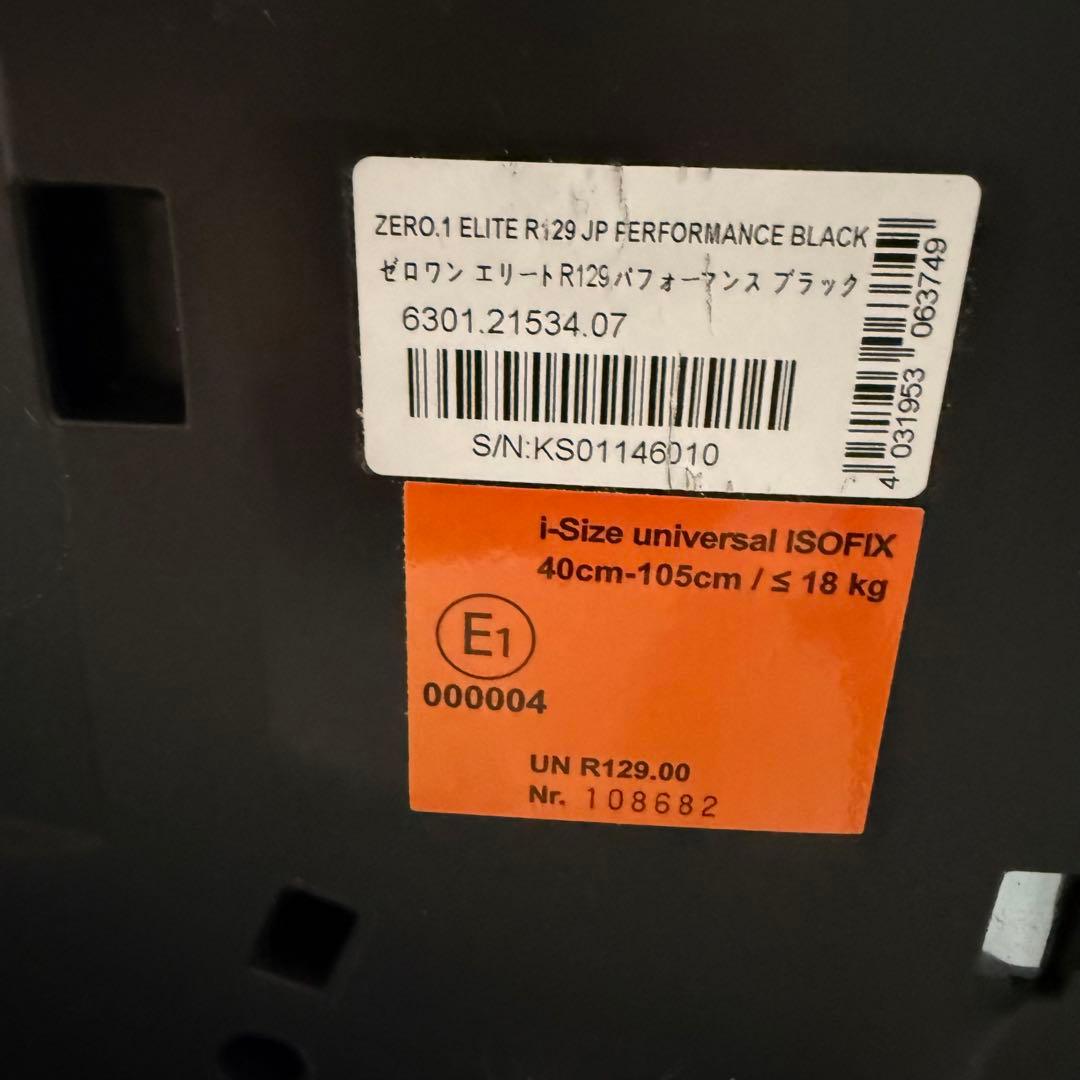 ZERO.1 ELITE R129 JP PERFORMANCE BLACK
ゼロワン エリートR129パフォーマンス ブラック
6301.21534.07
S/N:KS01146010
4 031953 063749
i-Size universal ISOFIX
40cm-105cm / ≤ 18 kg
E1
000004
UN R129.00
Nr. 108682